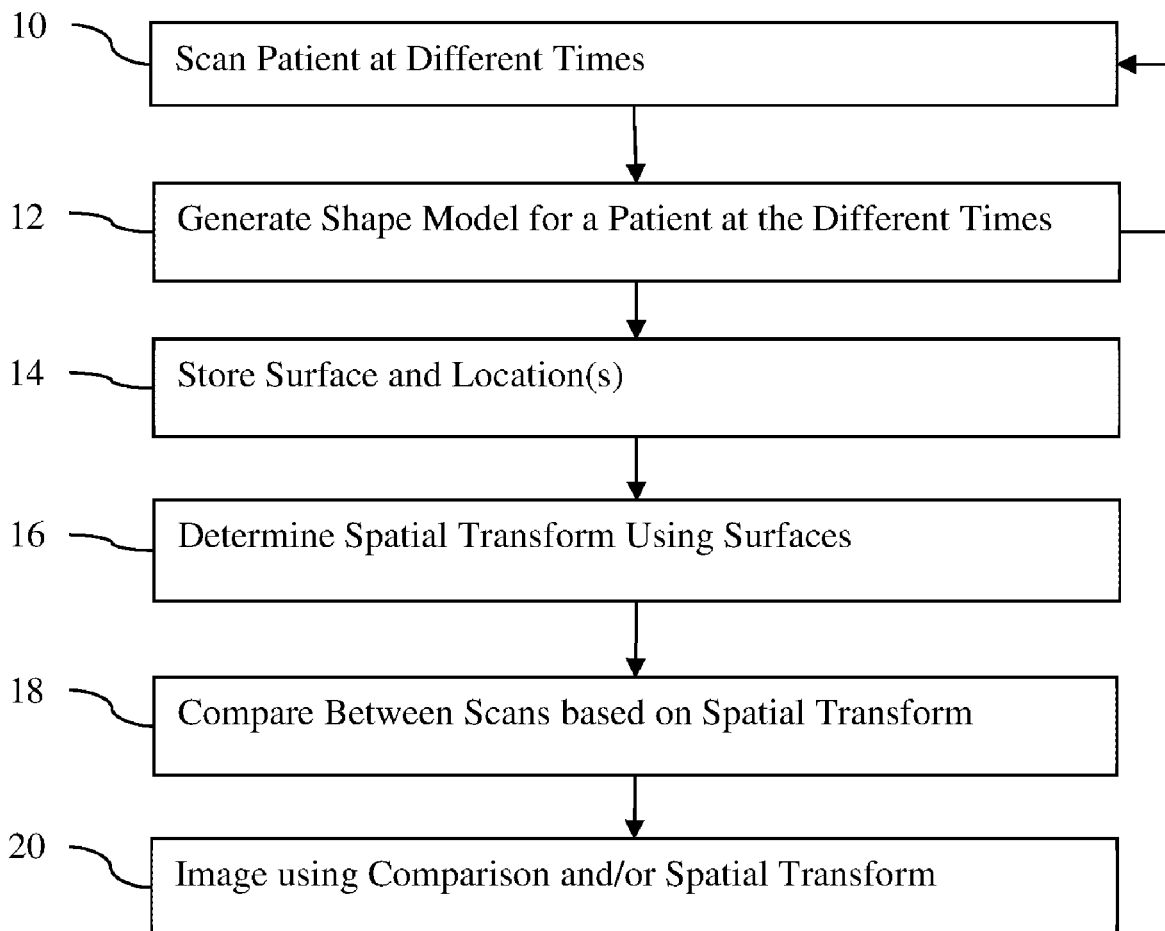 10
Scan Patient at Different Times
12
Generate Shape Model for a Patient at the Different Times
14
Store Surface and Location(s)
16
Determine Spatial Transform Using Surfaces
18
Compare Between Scans based on Spatial Transform
20
Image using Comparison and/or Spatial Transform